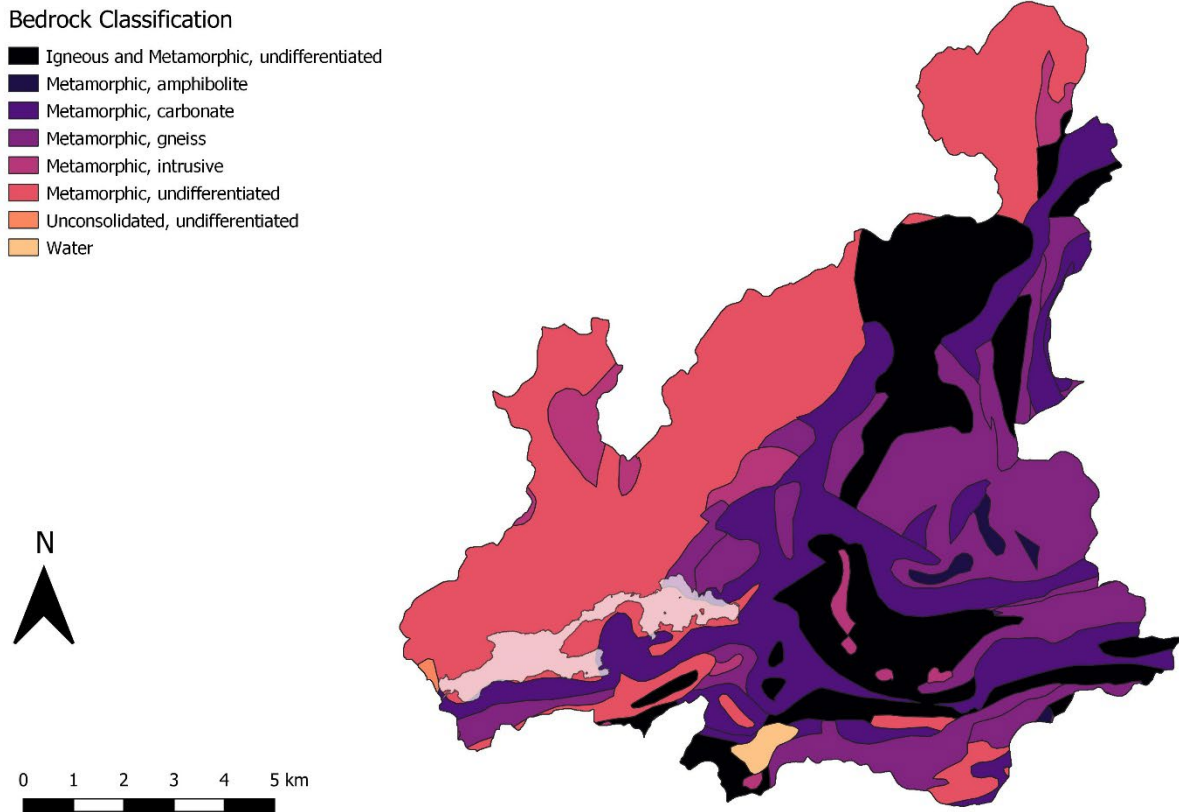 Bedrock Classification
Igneous and Metamorphic, undifferentiated
Metamorphic, amphibolite
Metamorphic, carbonate
Metamorphic, gneiss
Metamorphic, intrusive
Metamorphic, undifferentiated
Unconsolidated, undifferentiated
Water
N
0 1 2 3 4 5 km